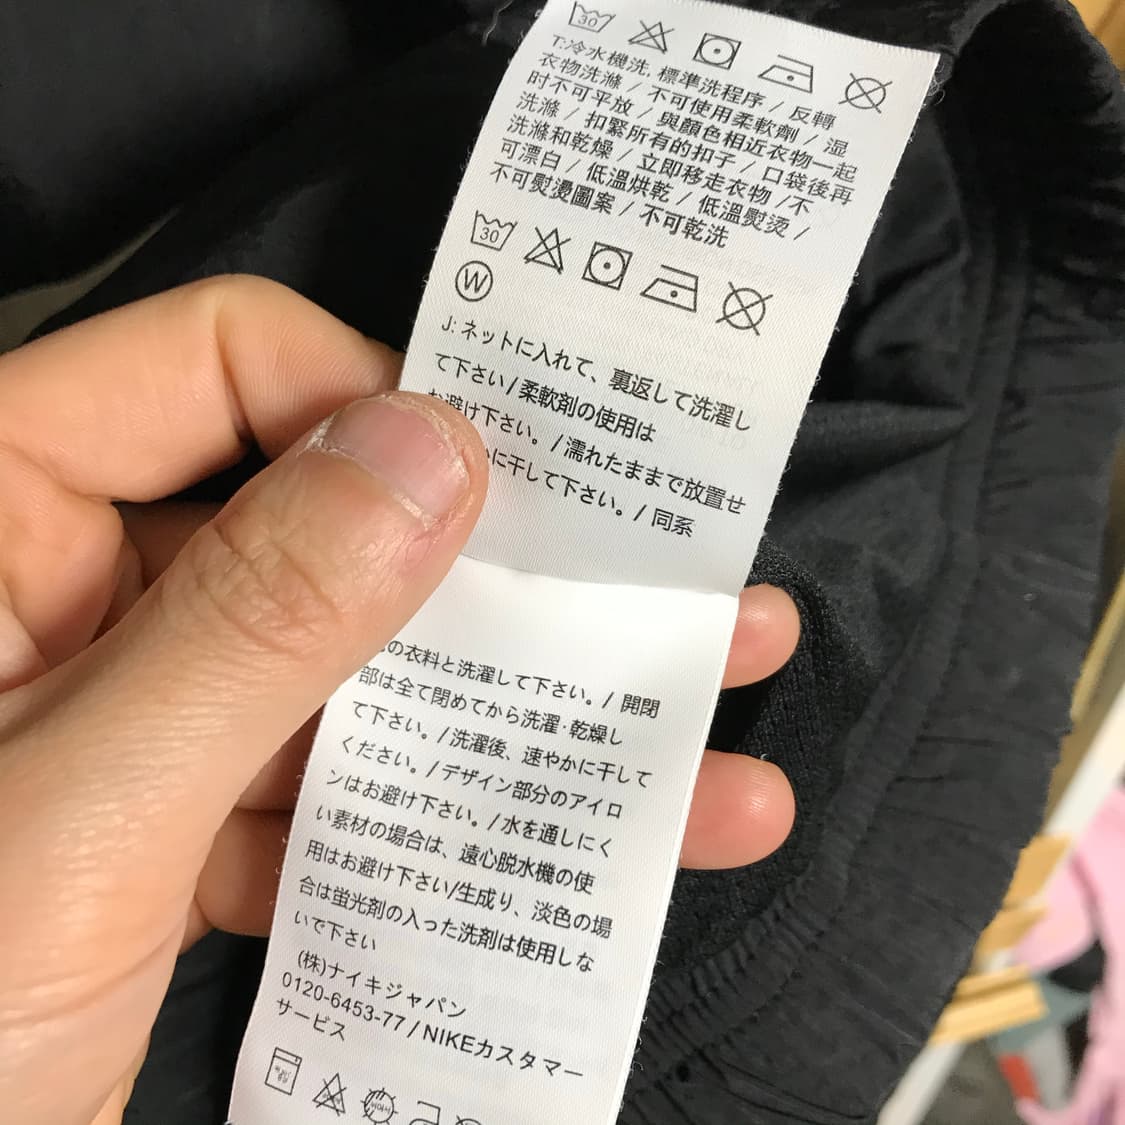 30
T:冷水機洗, 標準洗程序 / 反轉
衣物洗滌 / 不可使用柔軟劑 / 湿
时不可平放 / 與顏色相近衣物一起
洗滌 / 扣緊所有的扣子 / 口袋後再
洗滌和乾燥 / 立即移走衣物 /不
可漂白 / 低溫烘乾 / 低溫熨烫 /
不可熨燙圖案 / 不可乾洗
30
W
J: ネットに入れて、裏返して洗濯し
て下さい/柔軟剤の使用は
お避け下さい。/濡れたままで放置せ
に干して下さい。/ 同系
の衣料と洗濯して下さい。/ 開閉
部は全て閉めてから洗濯·乾燥し
て下さい。/洗濯後、速やかに干して
ください。/デザイン部分のアイロ
ンはお避け下さい。/水を通しにく
い素材の場合は、遠心脱水機の使
用はお避け下さい/生成り、淡色の場
合は蛍光剤の入った洗剤は使用しな
いで下さい
(株)ナイキジャパン
0120-6453-77 / NIKEカスタマー
サービス